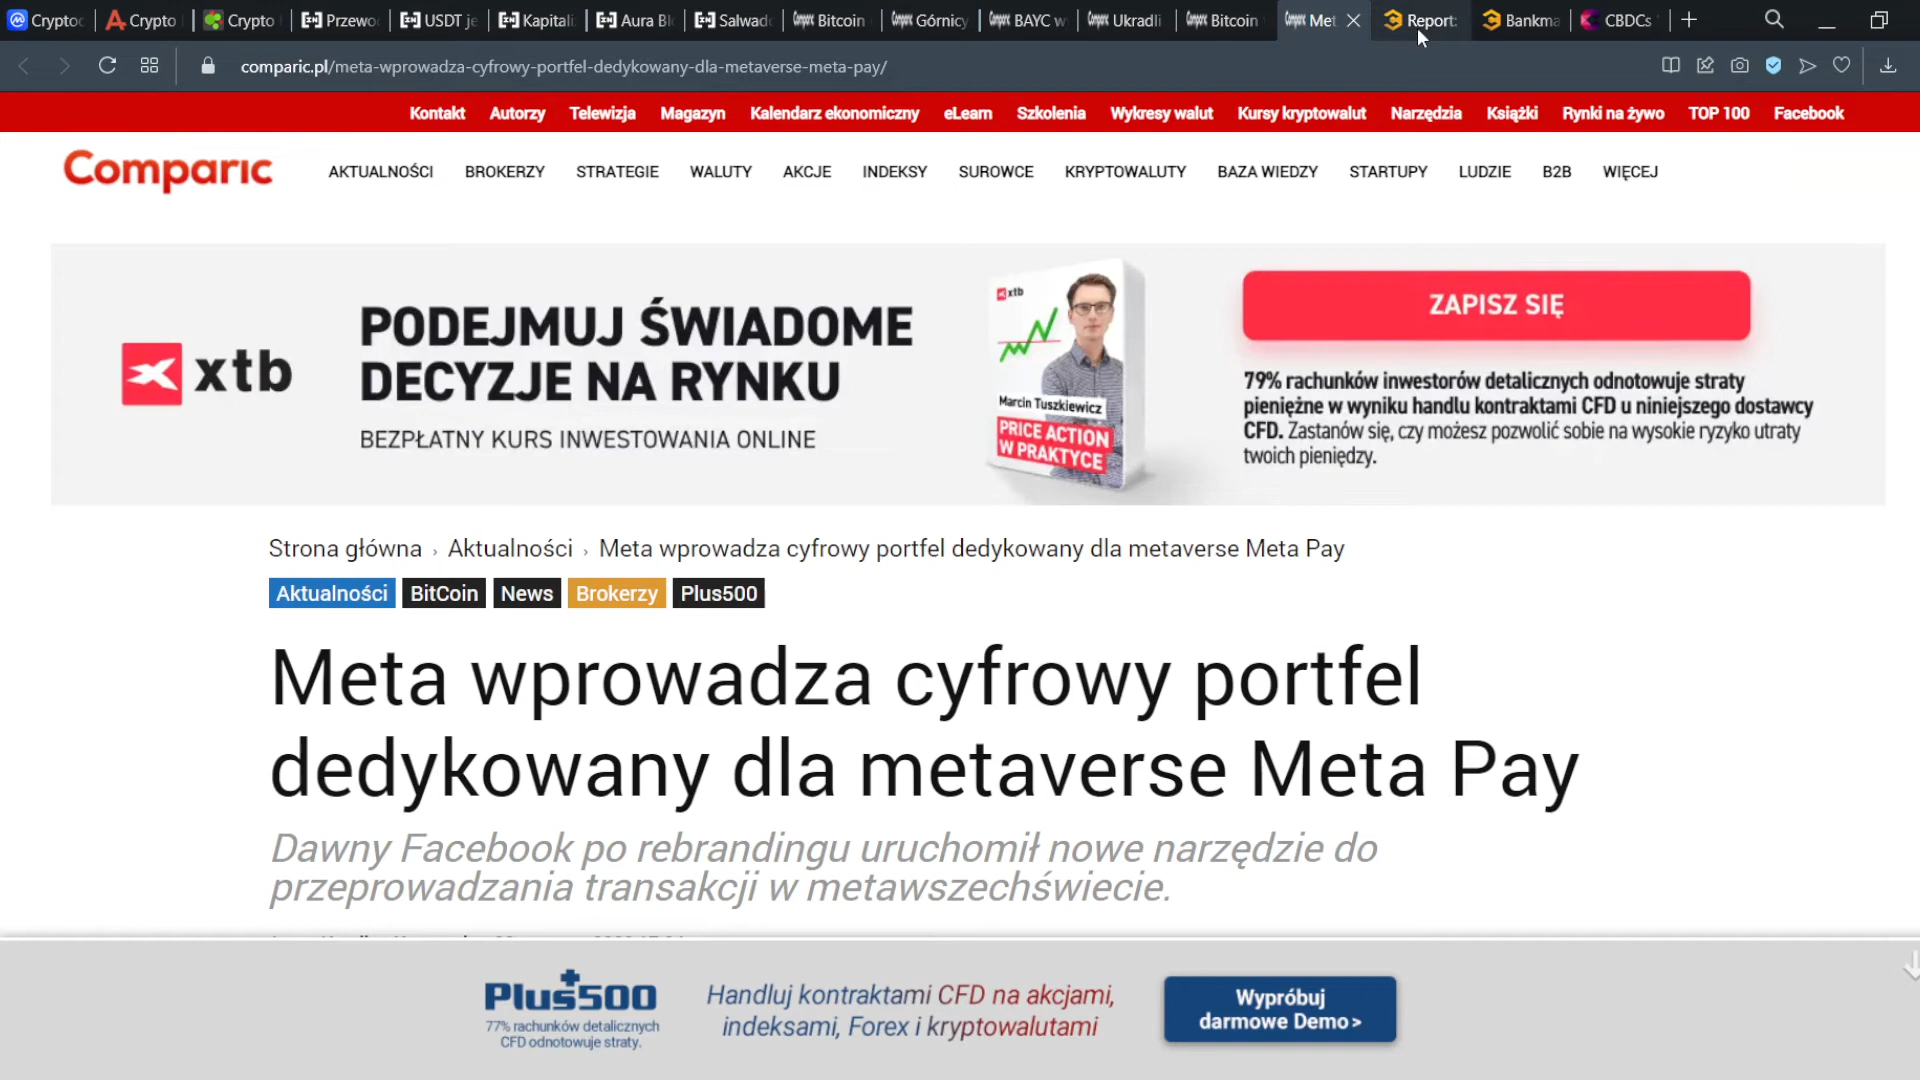 Cryptoc
Crypto
Crypto
Przewo
USDT je
Kapitali
Aura Bl
Salwado
Bitcoin
Górnicy
BAYC w
Ukradli
Bitcoin
Met
Report:
Bankma
CBDCs
comparic.pl/meta-wprowadza-cyfrowy-portfel-dedykowany-dla-metaverse-meta-pay/
Kontakt Autorzy Telewizja Magazyn Kalendarz ekonomiczny eLearn Szkolenia Wykresy walut Kursy kryptowalut Narzędzia Książki Rynki na żywo TOP 100 Facebook
Comparic
AKTUALNOŚCI BROKERZY STRATEGIE WALUTY AKCJE INDEKSY SUROWCE KRYPTOWALUTY BAZA WIEDZY STARTUPY LUDZIE B2B WIĘCEJ
xtb
PODEJMUJ ŚWIADOME
DECYZJE NA RYNKU
BEZPŁATNY KURS INWESTOWANIA ONLINE
xtb
Marcin Tuszkiewicz
PRICE ACTION
W PRAKTYCE
ZAPISZ SIĘ
79% rachunków inwestorów detalicznych odnotowuje straty
pieniężne w wyniku handlu kontraktami CFD u niniejszego dostawcy
CFD. Zastanów się, czy możesz pozwolić sobie na wysokie ryzyko utraty
twoich pieniędzy.
Strona główna › Aktualności › Meta wprowadza cyfrowy portfel dedykowany dla metaverse Meta Pay
Aktualności BitCoin News Brokerzy Plus500
Meta wprowadza cyfrowy portfel
dedykowany dla metaverse Meta Pay
Dawny Facebook po rebrandingu uruchomił nowe narzędzie do
przeprowadzania transakcji w metawszechświecie.
Plus500
77% rachunków detalicznych
CFD odnotowuje straty.
Handluj kontraktami CFD na akcjami,
indeksami, Forex i kryptowalutami
Wypróbuj
darmowe Demo>